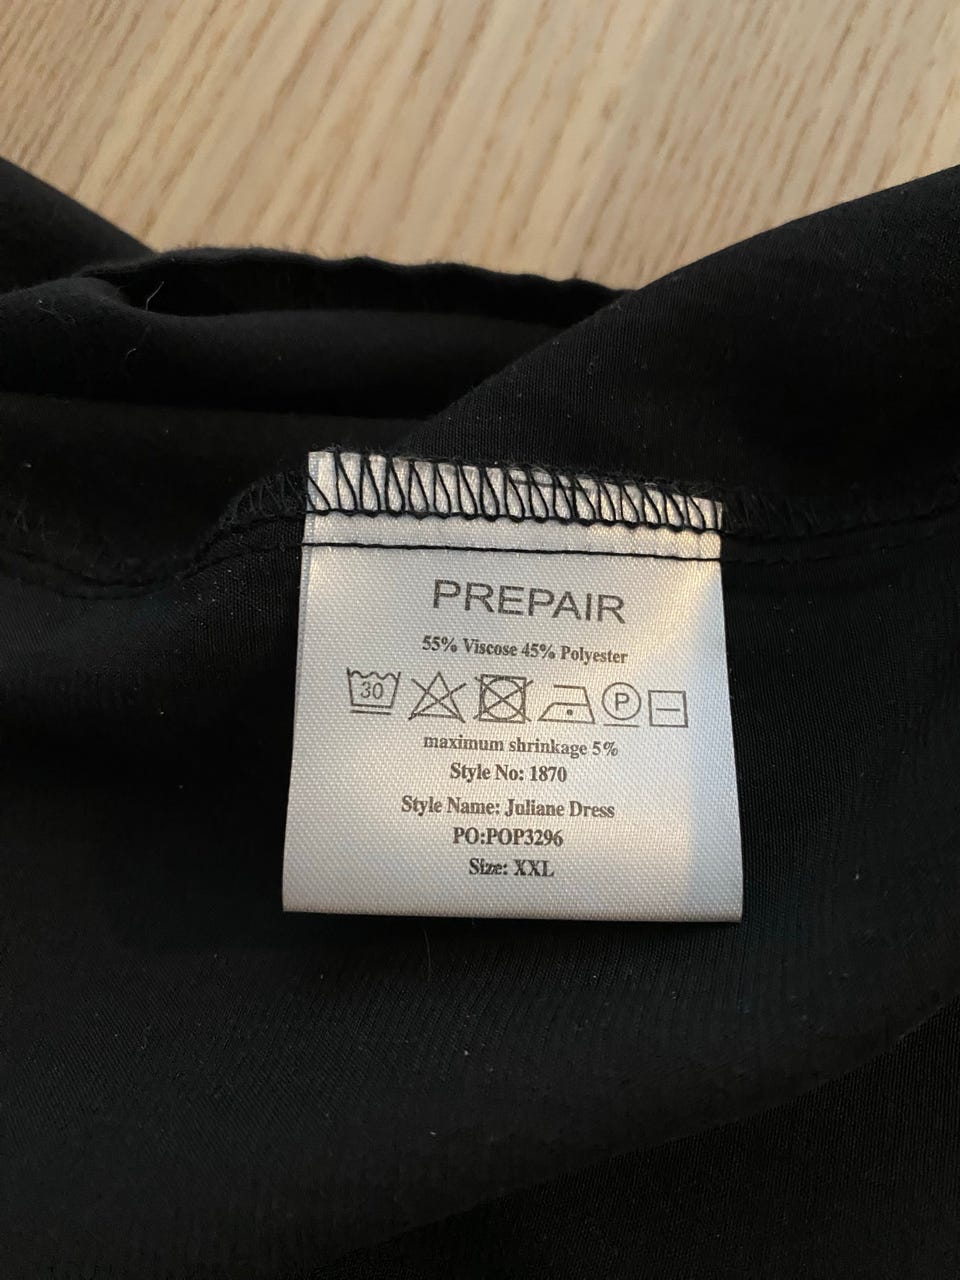 PREPAIR
55% Viscose 45% Polyester
30 P
maximum shrinkage 5%
Style No: 1870
Style Name: Juliane Dress
PO:POP3296
Size: XXL